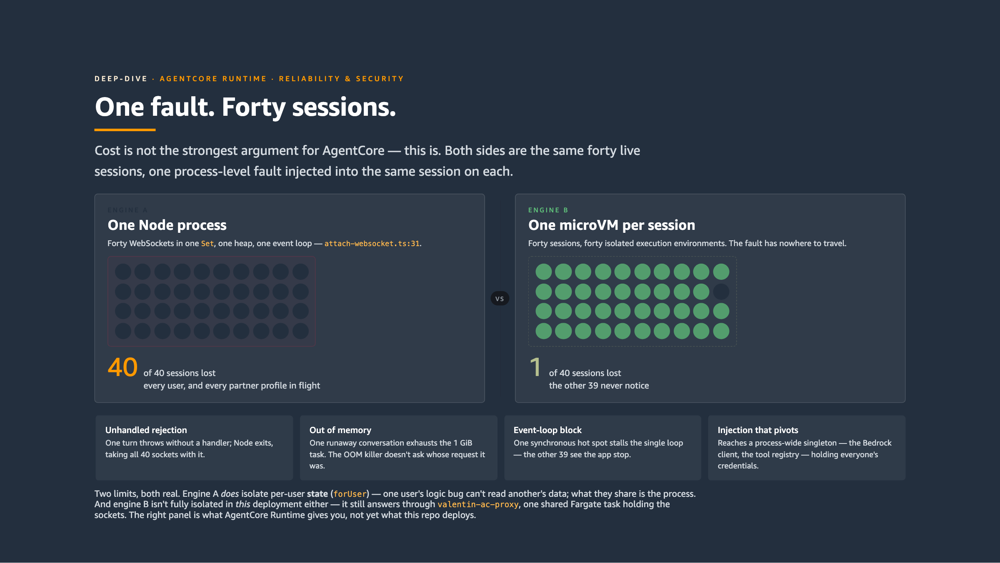 DEEP-DIVE · AGENTCORE RUNTIME · RELIABILITY & SECURITY
One fault. Forty sessions.
Cost is not the strongest argument for AgentCore — this is. Both sides are the same forty live
sessions, one process-level fault injected into the same session on each.
ENGINE A
One Node process
Forty WebSockets in one Set, one heap, one event loop — attach-websocket.ts:31.
40 of 40 sessions lost
every user, and every partner profile in flight
VS
ENGINE B
One microVM per session
Forty sessions, forty isolated execution environments. The fault has nowhere to travel.
1 of 40 sessions lost
the other 39 never notice
Unhandled rejection
One turn throws without a handler; Node exits,
taking all 40 sockets with it.
Out of memory
One runaway conversation exhausts the 1 GiB
task. The OOM killer doesn't ask whose request it
was.
Event-loop block
One synchronous hot spot stalls the single loop
— the other 39 see the app stop.
Injection that pivots
Reaches a process-wide singleton — the Bedrock
client, the tool registry — holding everyone's
credentials.
Two limits, both real. Engine A does isolate per-user state (forUser) — one user's logic bug can't read another's data; what they share is the process.
And engine B isn't fully isolated in this deployment either — it still answers through valentin-ac-proxy, one shared Fargate task holding the
sockets. The right panel is what AgentCore Runtime gives you, not yet what this repo deploys.